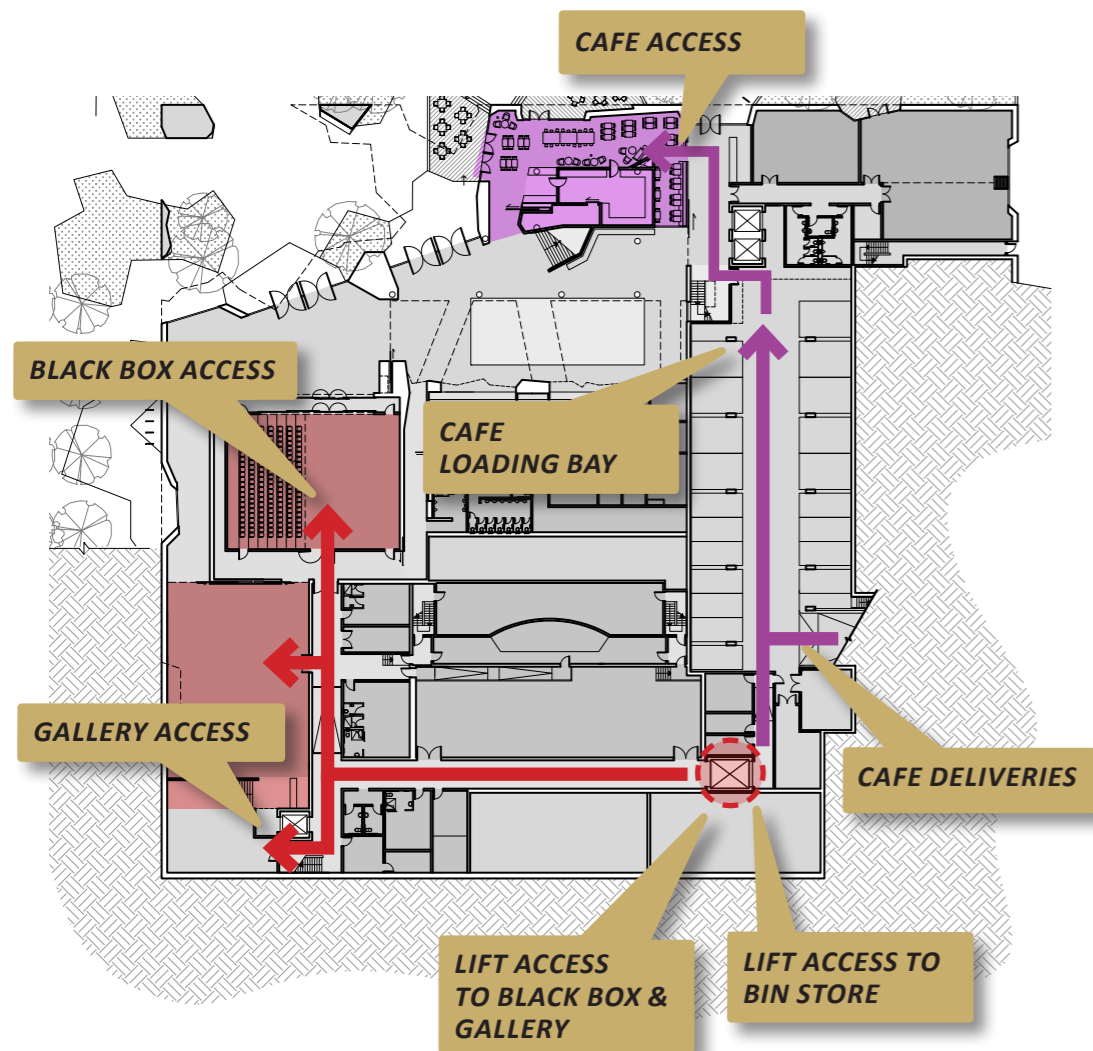 CAFE ACCESS
BLACK BOX ACCESS
CAFE
LOADING BAY
GALLERY ACCESS
CAFE DELIVERIES
LIFT ACCESS
TO BLACK BOX &
GALLERY
LIFT ACCESS TO
BIN STORE